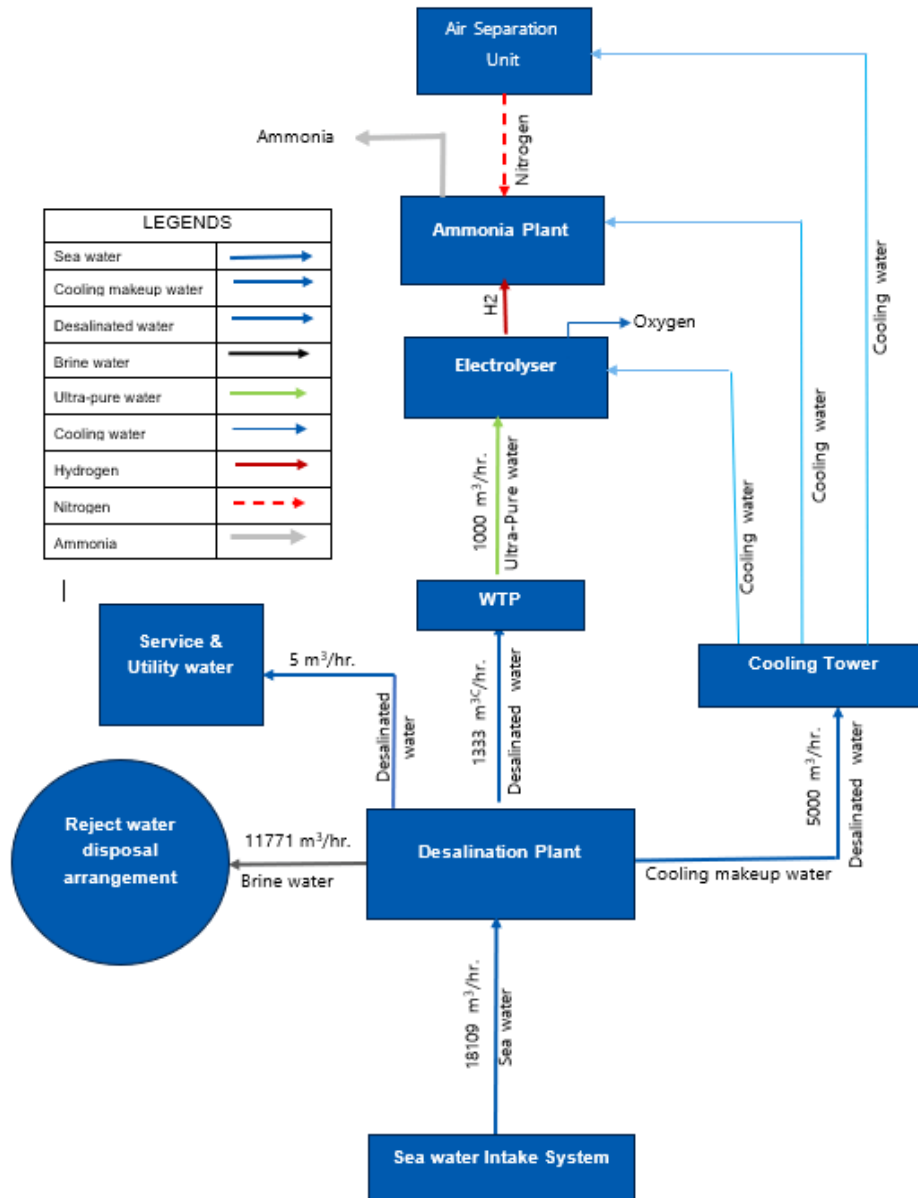 Air Separation
Unit
Nitrogen
Ammonia
Ammonia Plant
LEGENDS
Sea water
Cooling makeup water
Desalinated water
Brine water
Ultra-pure water
Cooling water
Hydrogen
Nitrogen
Ammonia
H2
Oxygen
Electrolyser
Cooling water
Cooling water
Cooling water
1000 m³/hr.
Ultra-Pure water
WTP
Service &
Utility water
5 m³/hr.
Desalinated
water
1333 m³ᶜ/hr.
Desalinated water
Cooling Tower
5000 m³/hr.
Desalinated water
Reject water
disposal
arrangement
11771 m³/hr.
Brine water
Desalination Plant
Cooling makeup water
18109 m³/hr.
Sea water
Sea water Intake System